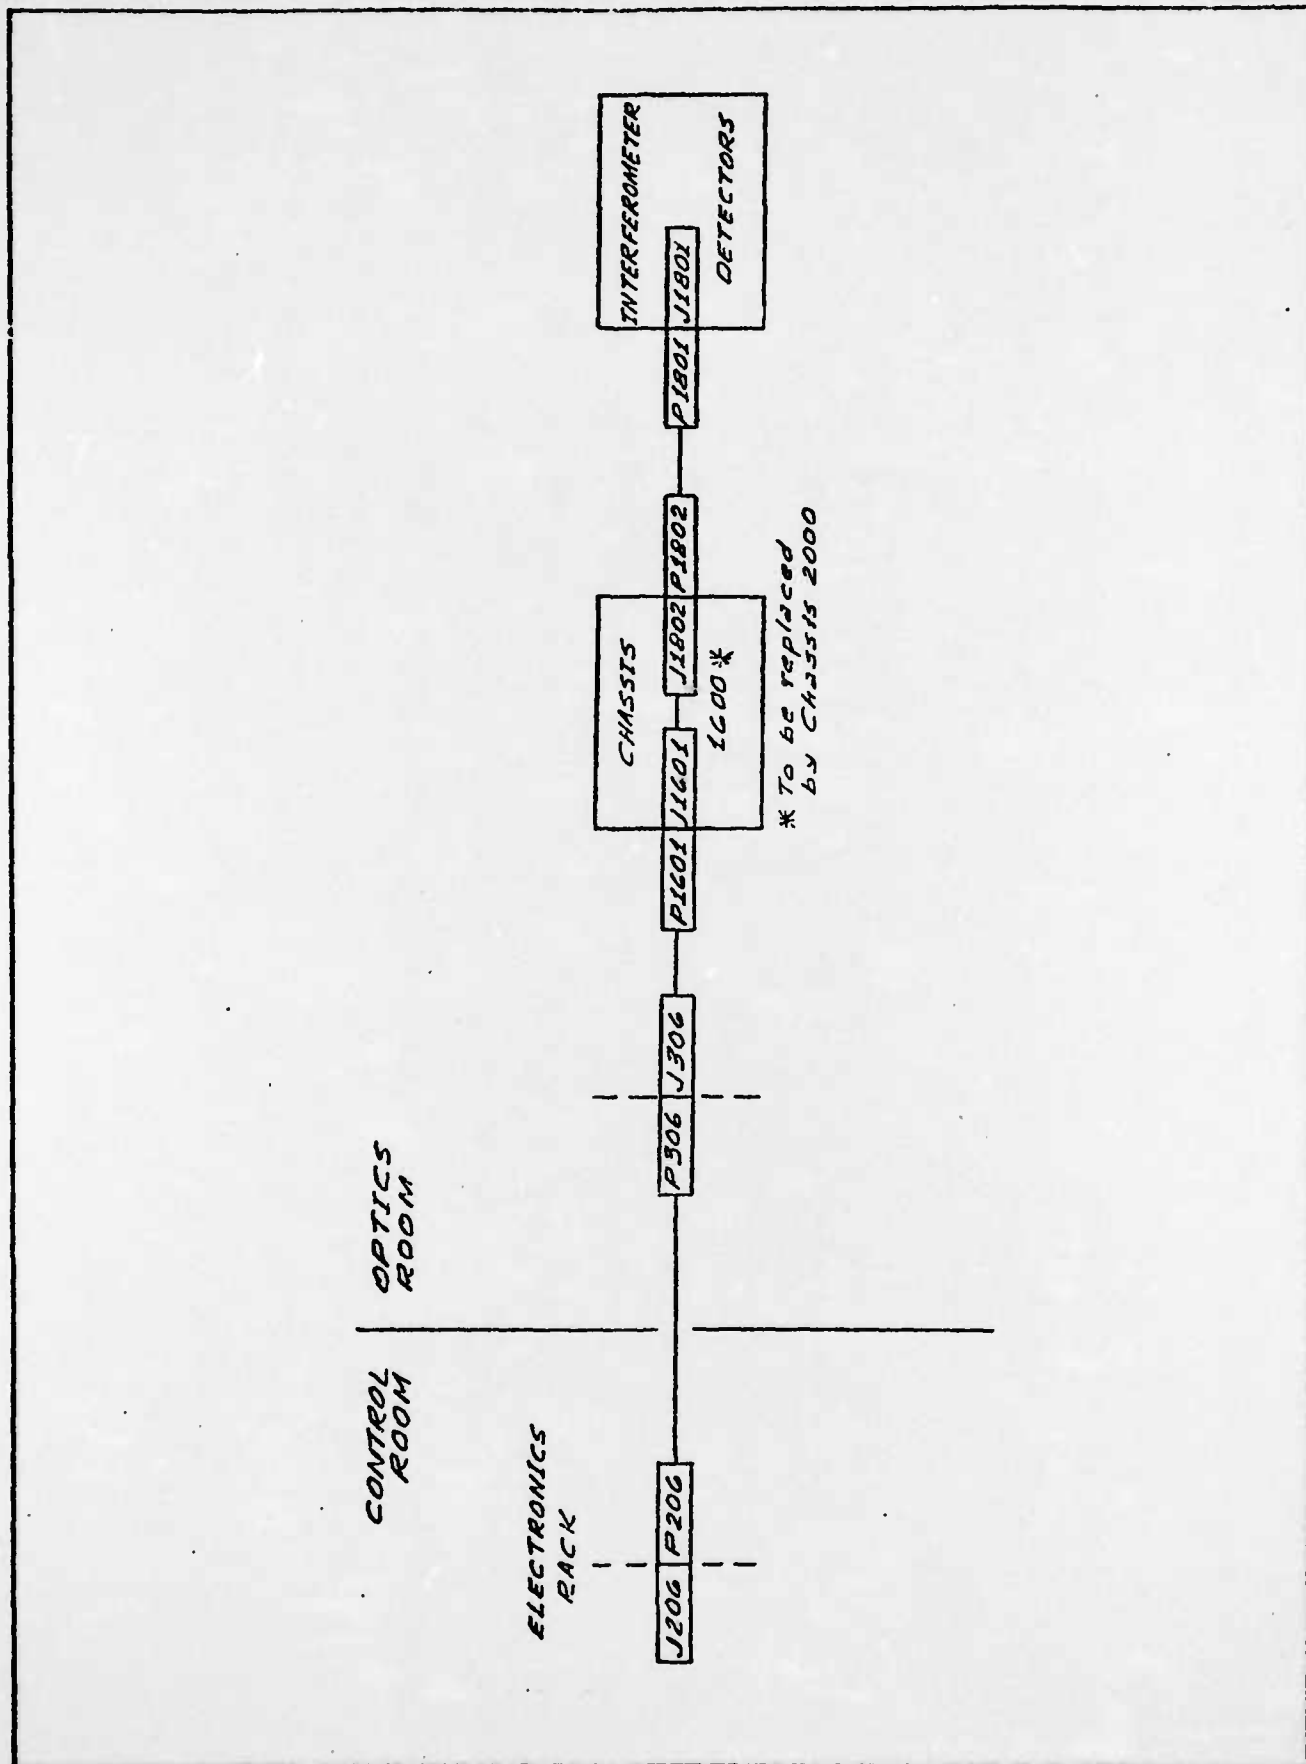 CONTROL
ROOM
OPTICS
ROOM
ELECTRONICS
RACK
J206 P206
P306 J306
P1601 J1601
CHASSIS
1600*
J1802 P1802
* To be replaced
by Chassis 2000
P1801 J1801
INTERFEROMETER
DETECTORS